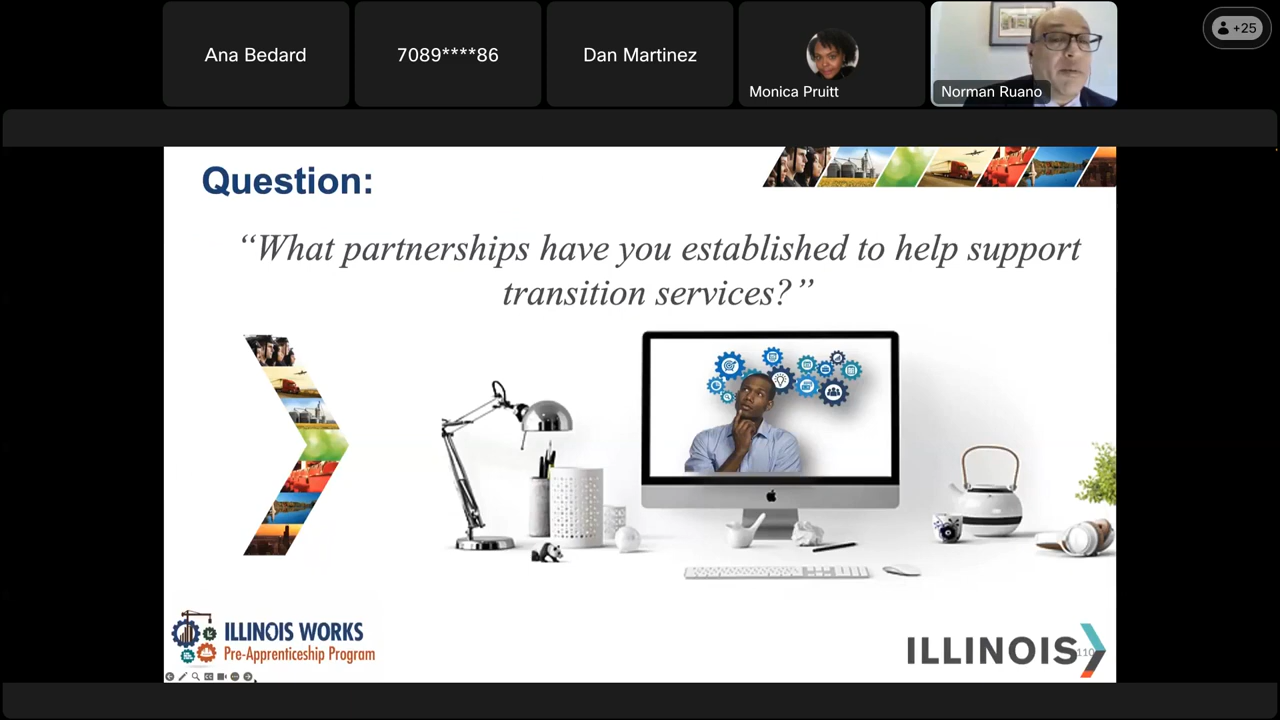 Ana Bedard
7089****86
Dan Martinez
Monica Pruitt
Norman Ruano
+25
Question:
“What partnerships have you established to help support
transition services?”
ILLINOIS WORKS
Pre-Apprenticeship Program
ILLINOIS
110